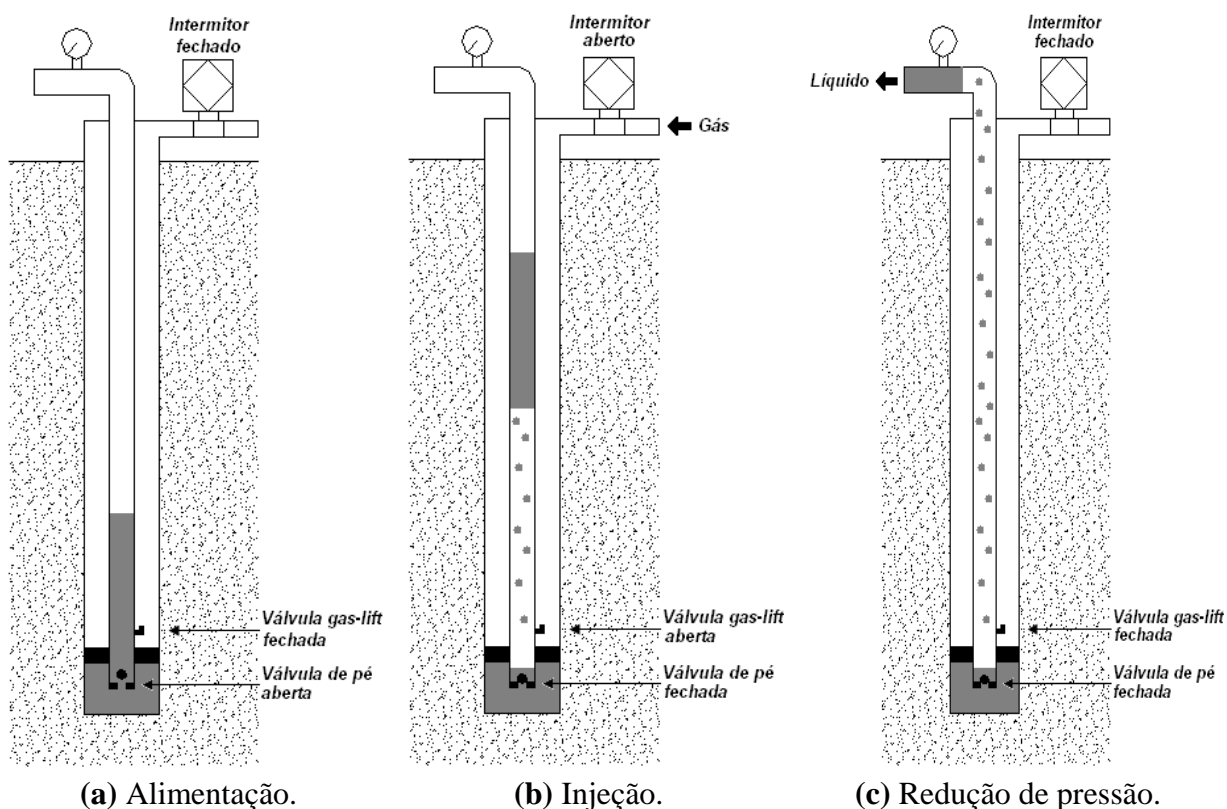 Intermitor
fechado
Válvula gas-lift
fechada
Válvula de pé
aberta
(a) Alimentação.
Intermitor
aberto
Gás
Válvula gas-lift
aberta
Válvula de pé
fechada
(b) Injeção.
Intermitor
fechado
Líquido
Válvula gas-lift
fechada
Válvula de pé
fechada
(c) Redução de pressão.